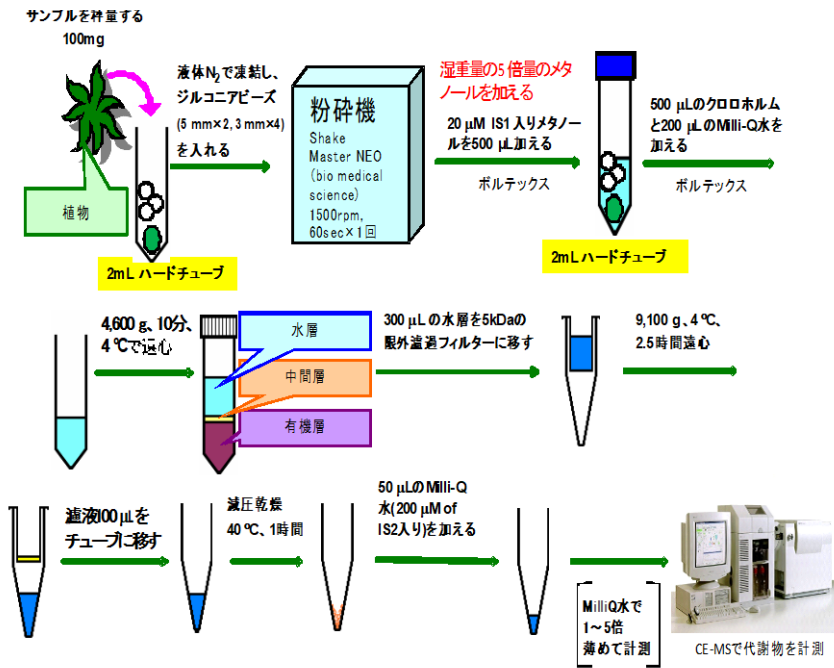 サンプルを秤量する
100mg
植物
2mL ハードチューブ
液体N₂で凍結し、
ジルコニアビーズ
(5 mm×2, 3 mm×4)
を入れる
粉砕機
Shake
Master NEO
(bio medical
science)
1500rpm,
60sec×1回
湿重量の5 倍量のメタ
ノールを加える
20 μM IS1 入りメタノー
ルを500 μL加える
ボルテックス
2mL ハードチューブ
500 μLのクロロホルム
と200 μLのMilli-Q水を
加える
ボルテックス
4,600 g、10分、
4 ℃で遠心
水層
中間層
有機層
300 μLの水層を5kDaの
限外濾過フィルターに移す
9,100 g、4 ℃、
2.5時間遠心
濾液100 μLを
チューブに移す
減圧乾燥
40 ℃、1時間
50 μLのMilli-Q
水(200 μM of
IS2入り)を加える
MilliQ水で
1～5倍
薄めて計測
CE-MSで代謝物を計測